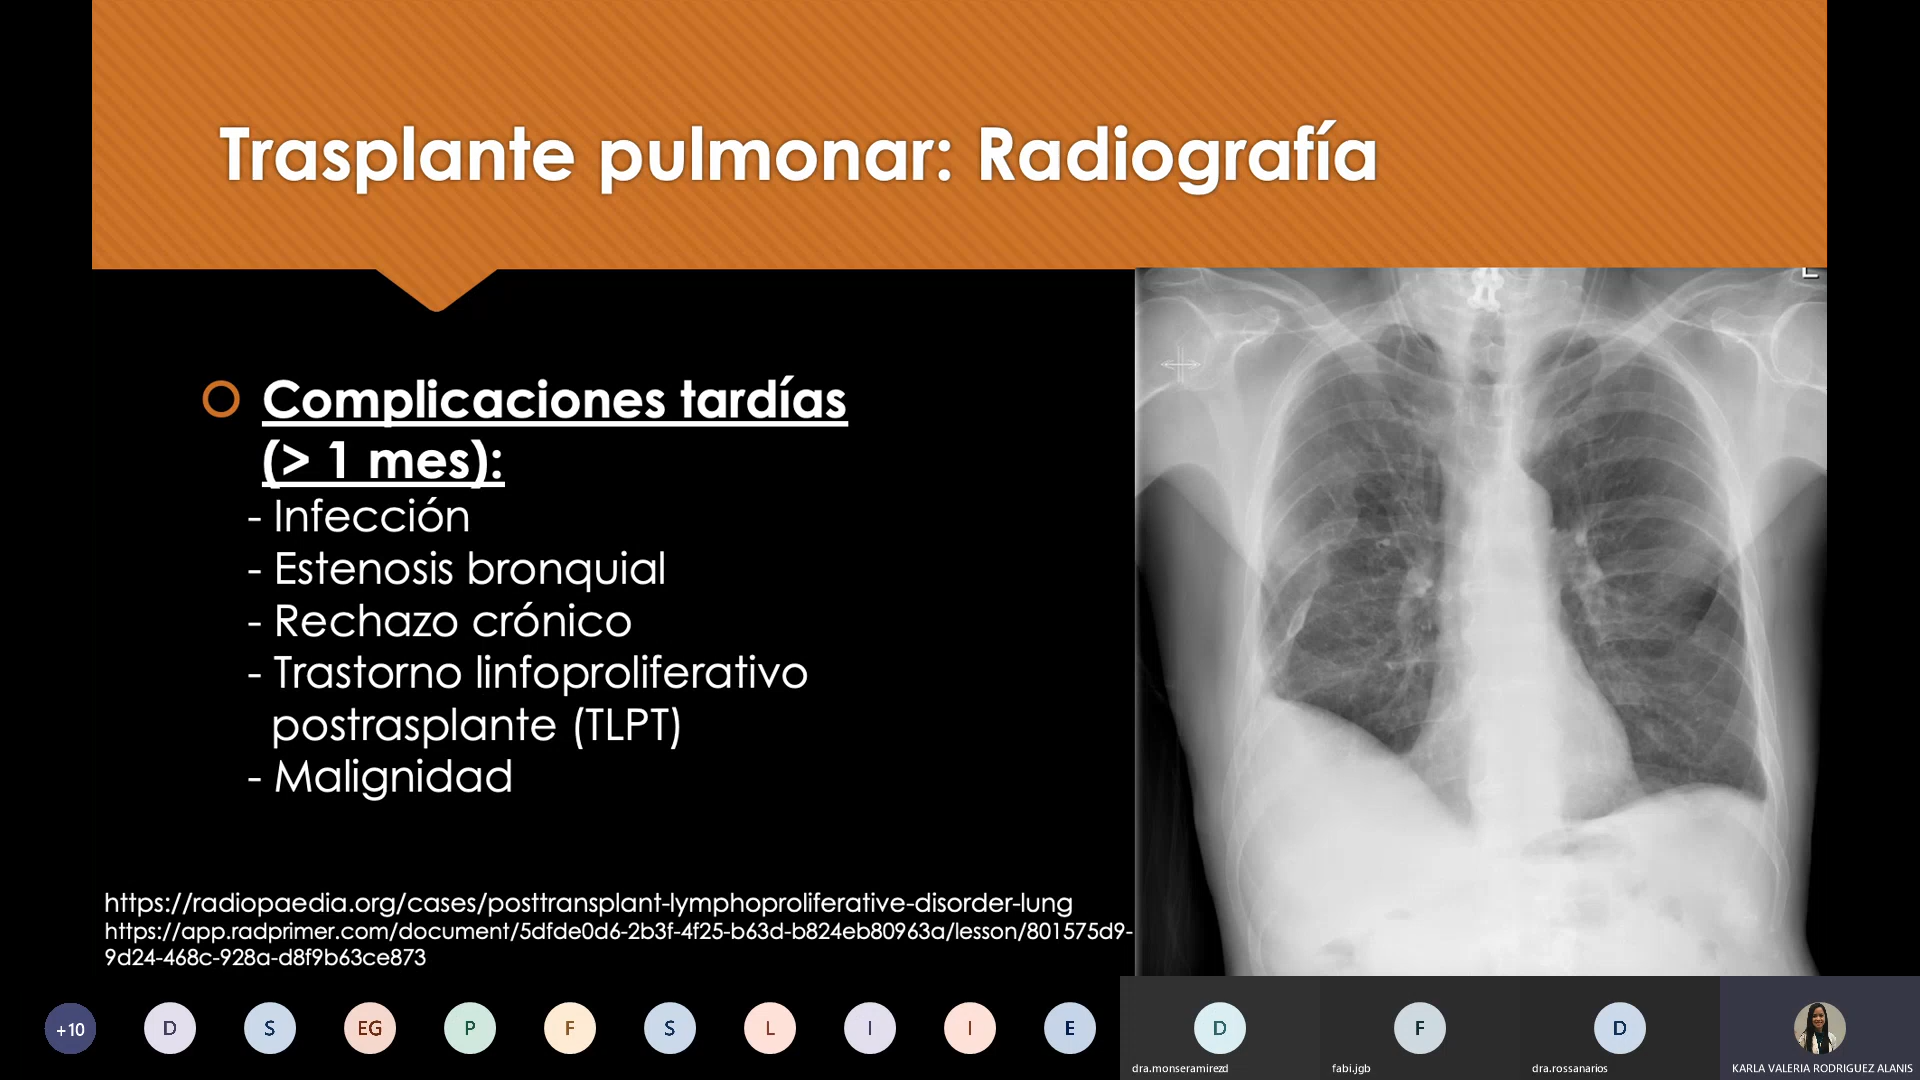 Trasplante pulmonar: Radiografía
Complicaciones tardías
(> 1 mes):
- Infección
- Estenosis bronquial
- Rechazo crónico
- Trastorno linfoproliferativo
postrasplante (TLPT)
- Malignidad
https://radiopaedia.org/cases/posttransplant-lymphoproliferative-disorder-lung
https://app.radprimer.com/document/5dfde0d6-2b3f-4f25-b63d-b824eb80963a/lesson/801575d9-
9d24-468c-928a-d8f9b63ce873
+10 D S EG P F S L I I E D F D
dra.monseramirezd fabi.jgb dra.rossanarios KARLA VALERIA RODRIGUEZ ALANIS